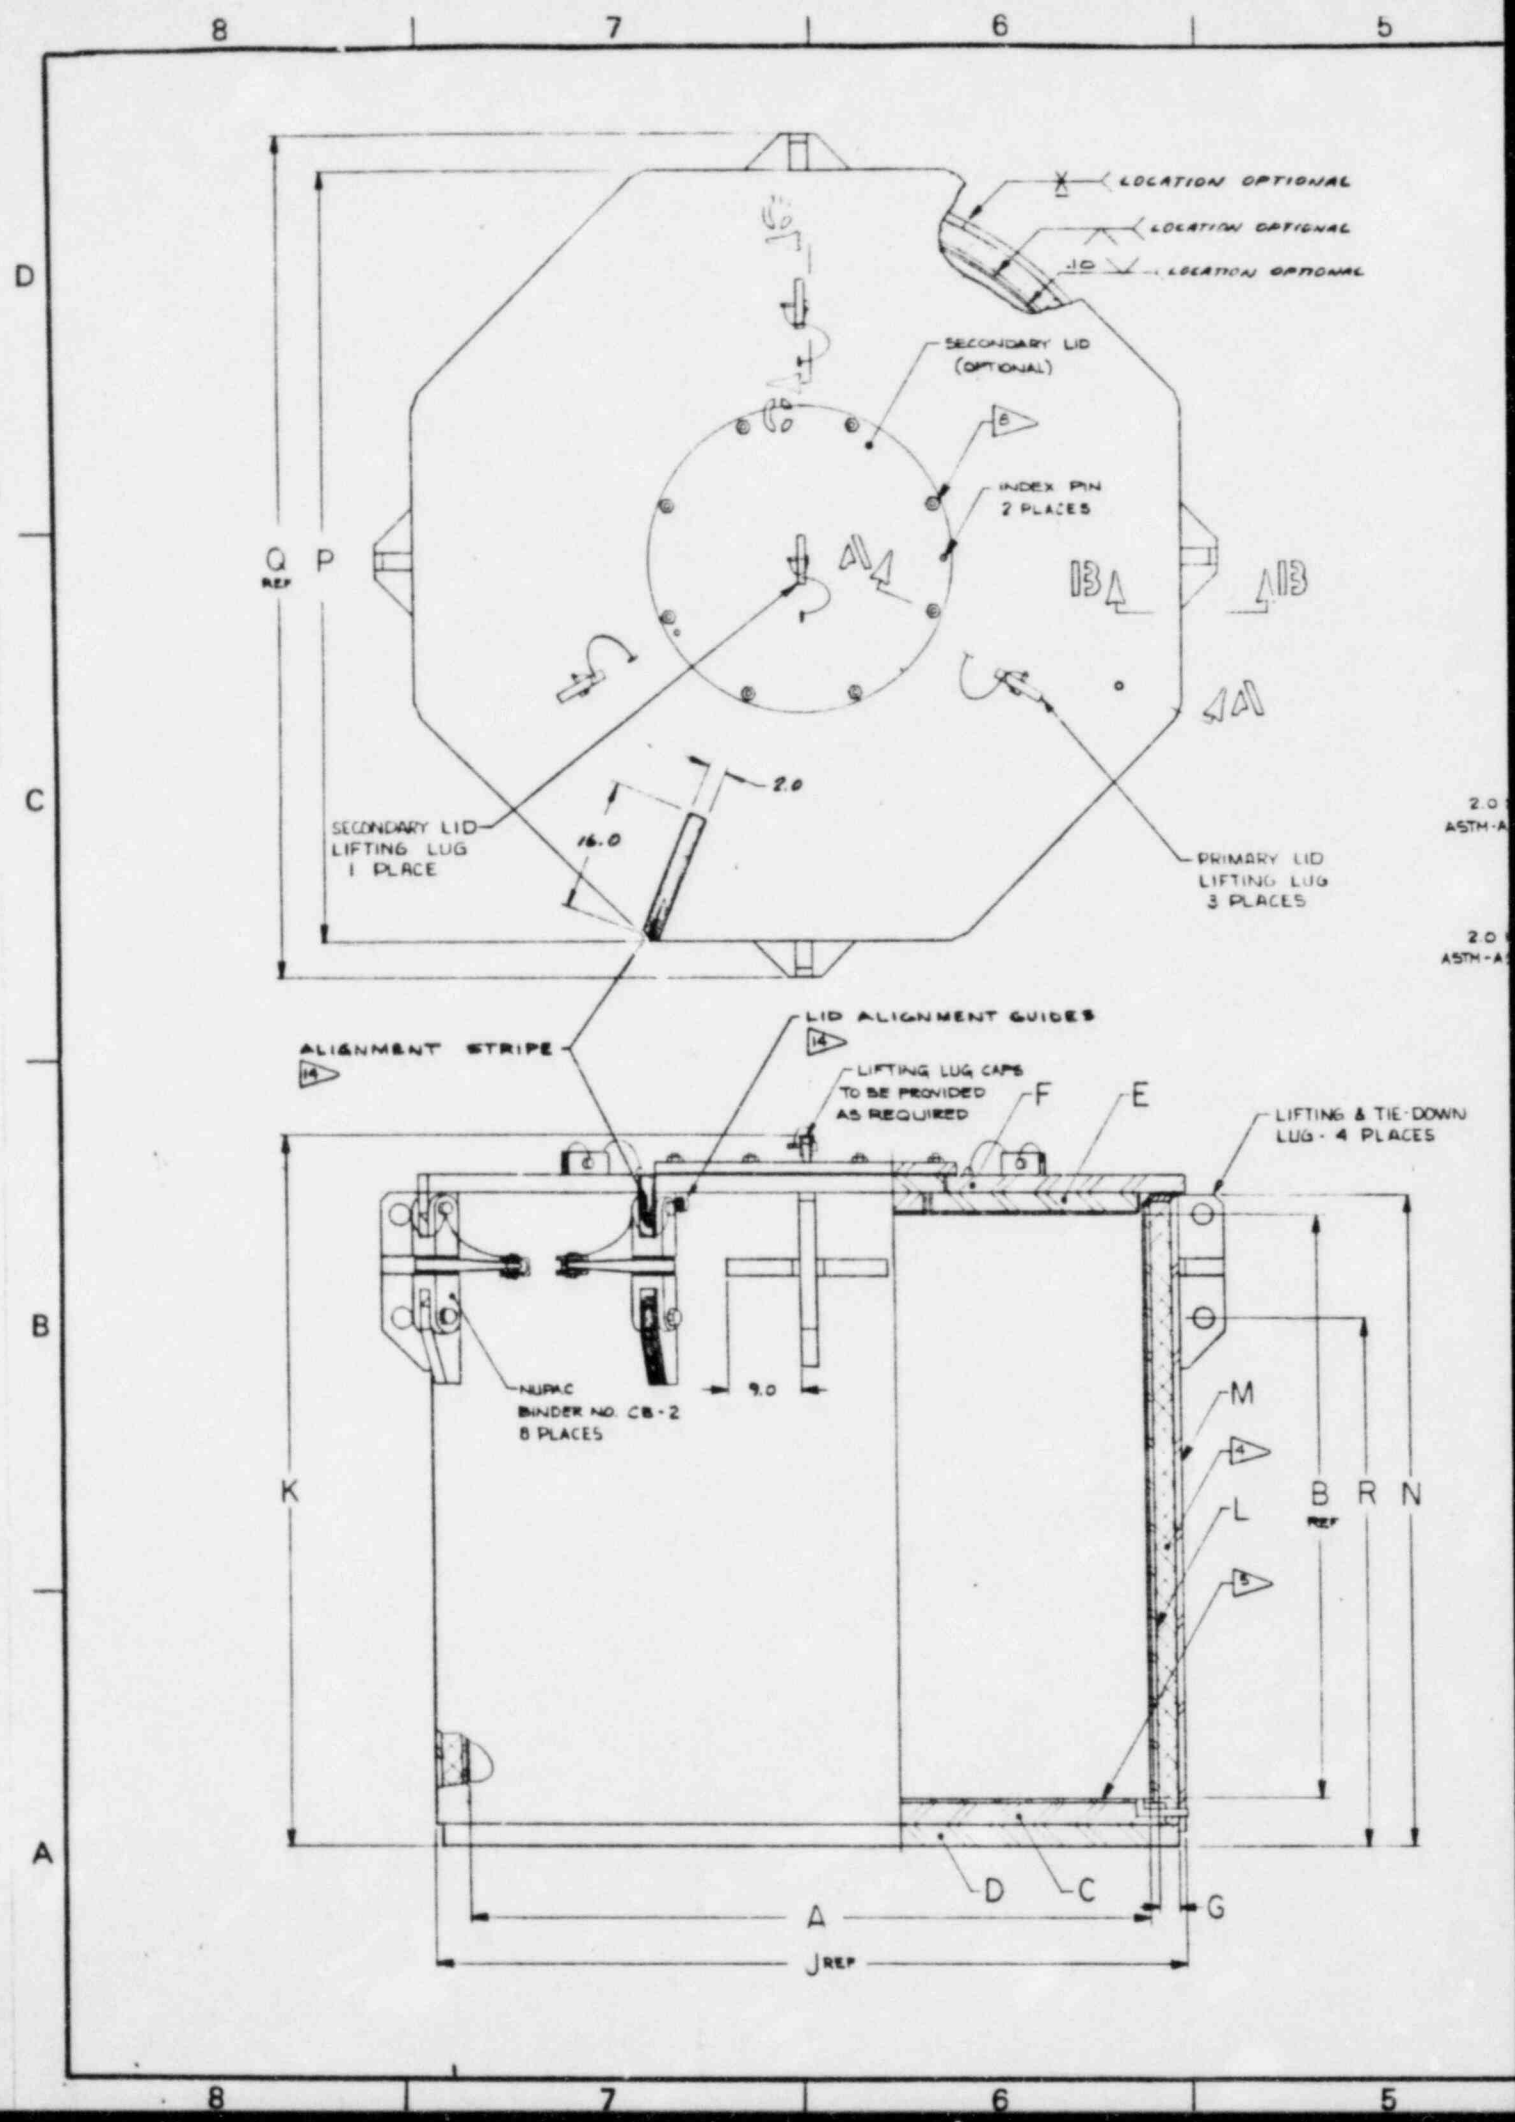 8 7 6 5
LOCATION OPTIONAL
LOCATION OPTIONAL
.10 LOCATION OPTIONAL
D
SECONDARY LID
(OPTIONAL)
INDEX PIN
2 PLACES
Q P
REF
A
B B
A
2.0
C
16.0
2.0
ASTM-A
SECONDARY LID
LIFTING LUG
1 PLACE
PRIMARY LID
LIFTING LUG
3 PLACES
2.0
ASTM-A
LID ALIGNMENT GUIDES
14
ALIGNMENT STRIPE
14
LIFTING LUG CAPS
TO BE PROVIDED
AS REQUIRED
F E
LIFTING & TIE-DOWN
LUG - 4 PLACES
B
NUPAC
BINDER NO. CB-2
8 PLACES
9.0
M
4
K
B R N
REF
L
5
A
D C
G
A
J REF
8 7 6 5